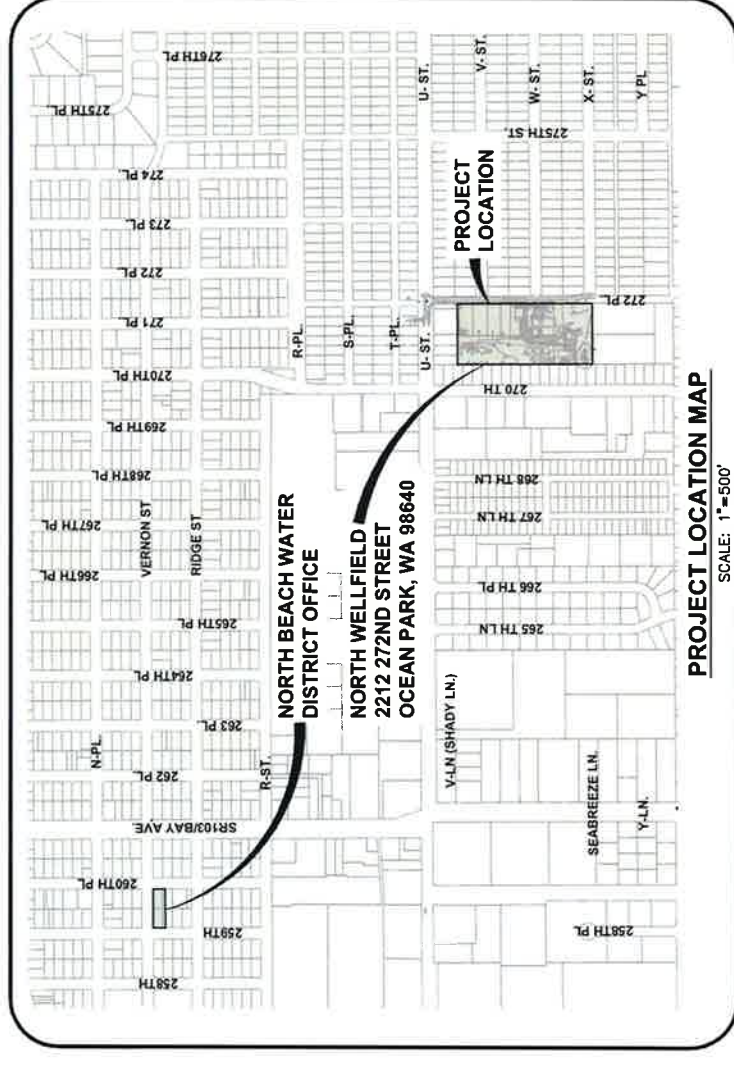 275TH PL
276TH PL
274 PL.
273 PL.
272 PL
271 PL
270TH PL
269TH PL
268TH PL
267TH PL
266TH PL
265TH PL
264TH PL
263 PL
262 PL
SR103/BAY AVE
260TH PL
259TH
258TH
N-PL.
VERNON ST
RIDGE ST
R-ST.
R-PL.
S-PL.
T-PL.
U- ST.
U- ST.
V- ST.
W- ST.
X- ST.
Y PL
275TH ST.
PROJECT
LOCATION
272 PL
270 TH
268 TH LN
267 TH LN
266 TH PL
265 TH LN
NORTH BEACH WATER
DISTRICT OFFICE
NORTH WELLFIELD
2212 272ND STREET
OCEAN PARK, WA 98640
V-LN (SHADY LN.)
SEABREEZE LN.
Y-LN.
258TH PL
PROJECT LOCATION MAP
SCALE: 1"=500'